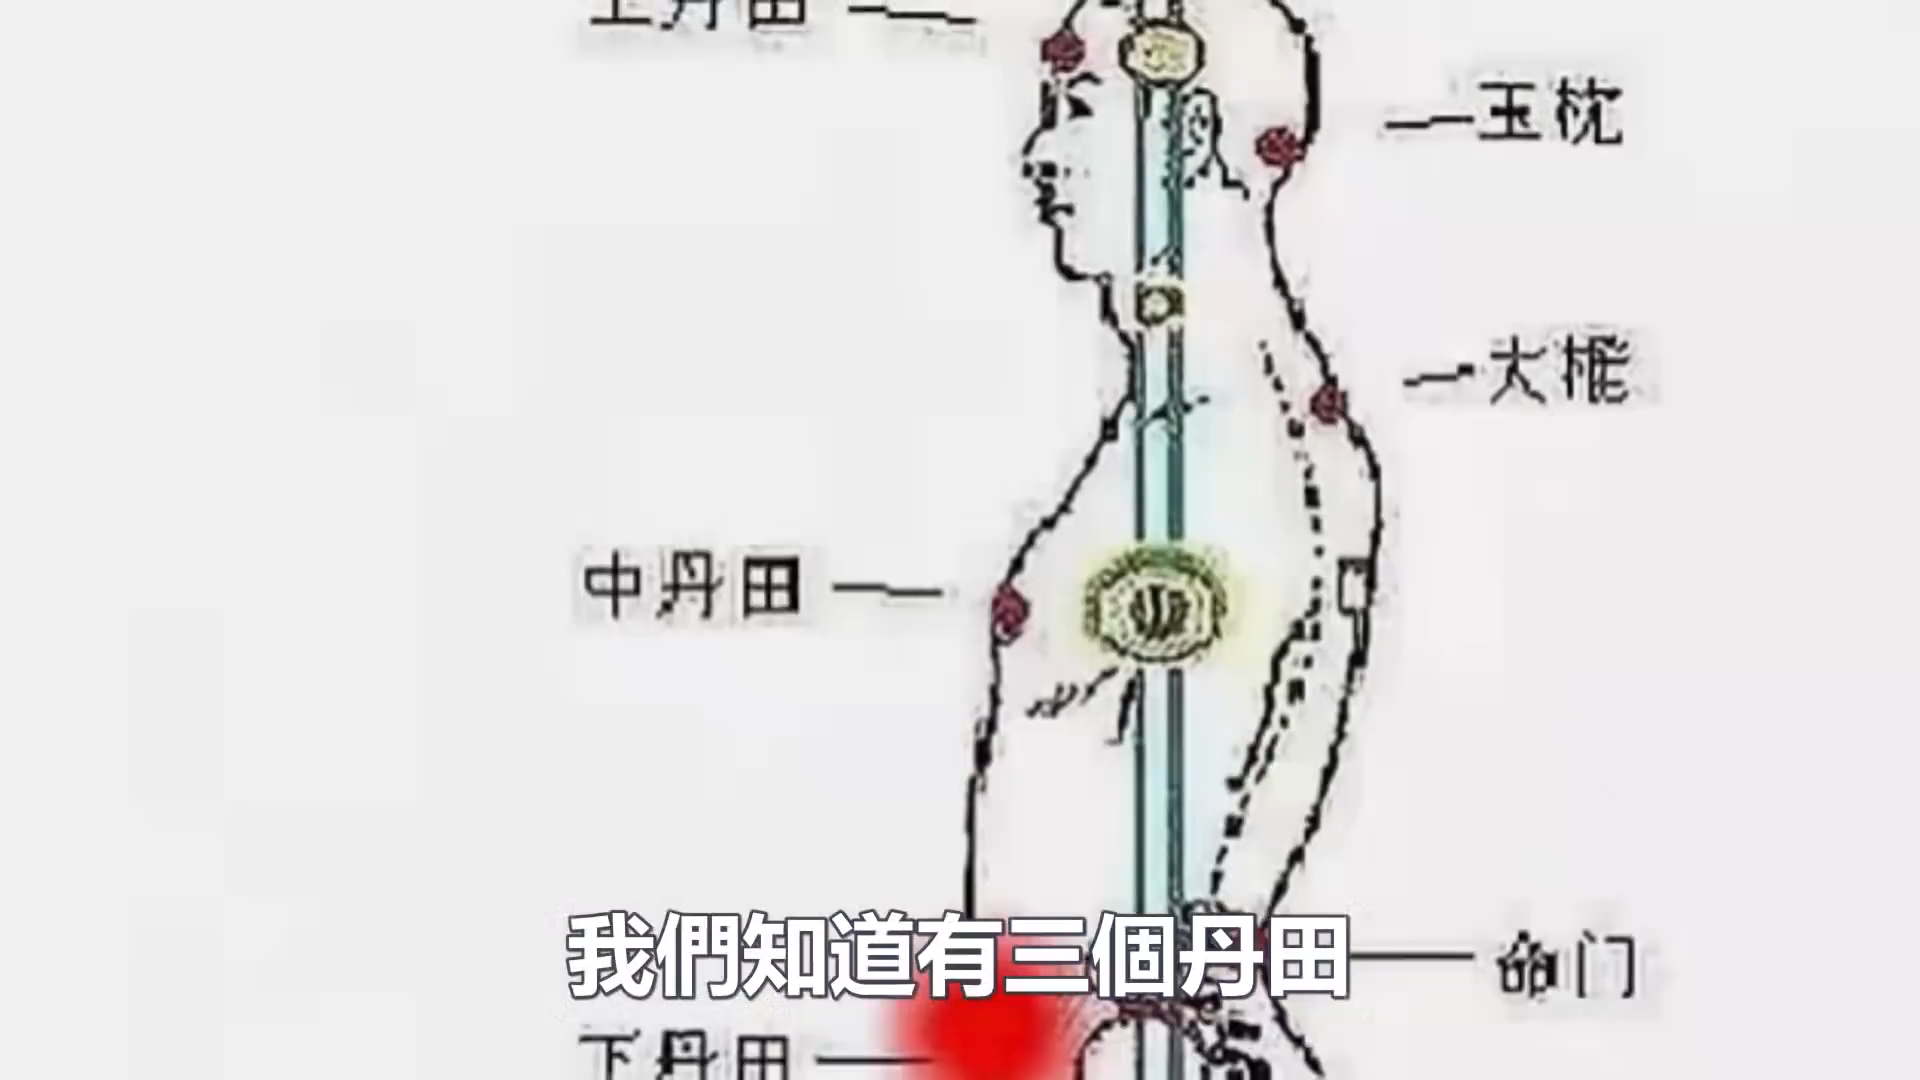 上丹田
玉枕
大椎
中丹田
我們知道有三個丹田
命门
下丹田